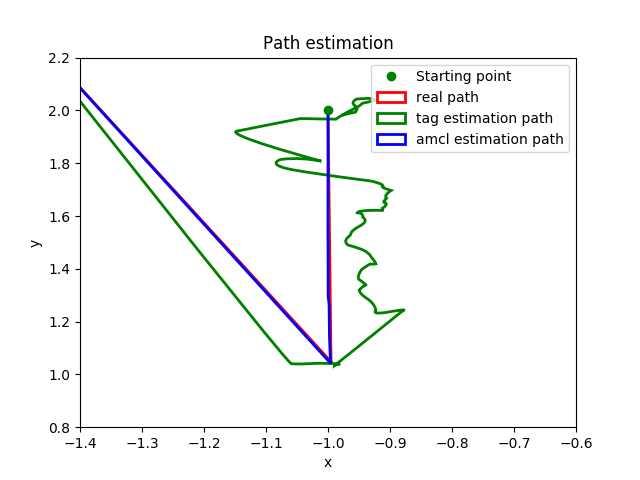 Path estimation
Starting point
real path
tag estimation path
amcl estimation path
2.2
2.0
1.8
1.6
1.4
1.2
1.0
0.8
y
−1.4 −1.3 −1.2 −1.1 −1.0 −0.9 −0.8 −0.7 −0.6
x